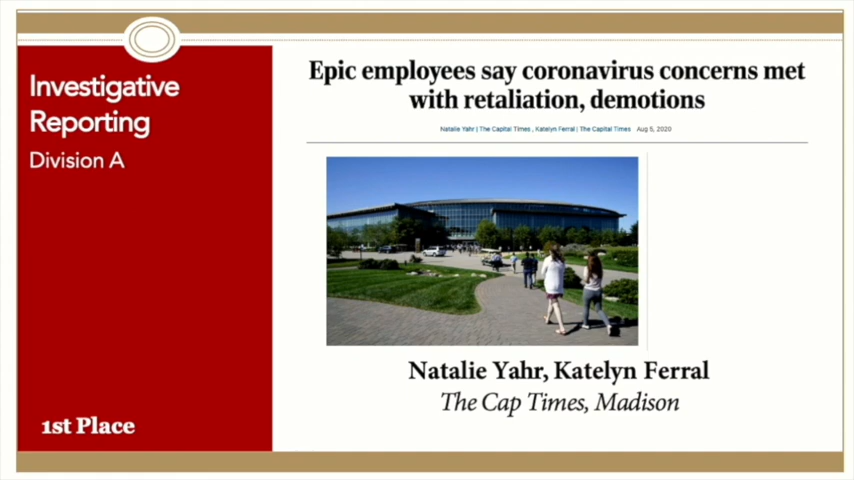 Investigative
Reporting
Division A
1st Place
Epic employees say coronavirus concerns met
with retaliation, demotions
Natalie Yahr | The Capital Times , Katelyn Ferral | The Capital Times Aug 5, 2020
Natalie Yahr, Katelyn Ferral
The Cap Times, Madison